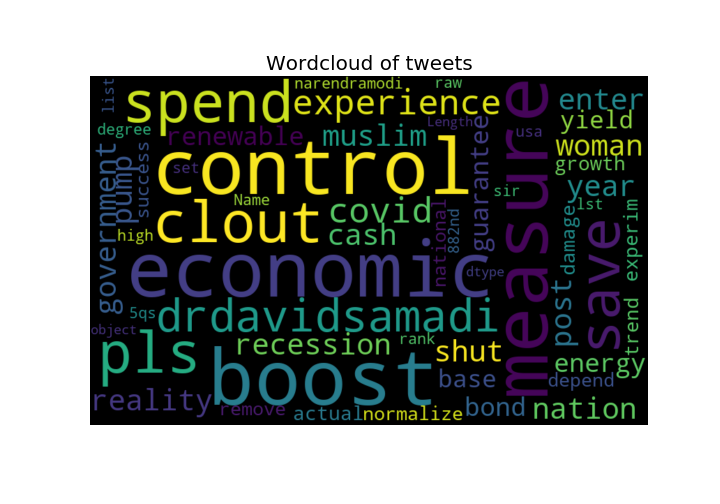 Wordcloud of tweets
list
spend
narendramodi
raw
experience
enter
degree
renewable
muslim
Length
usa
yield
measure
woman
government
pump
success
control
set
guarantee
growth
Name
clout
covid
sir
year
lst
high
cash
national
882nd
damage
experim
save
economic
dtype
5qs
drdavidsamadi
post
trend
object
pls
recession
rank
shut
energy
boost
base
depend
reality
remove
actual
normalize
bond
nation